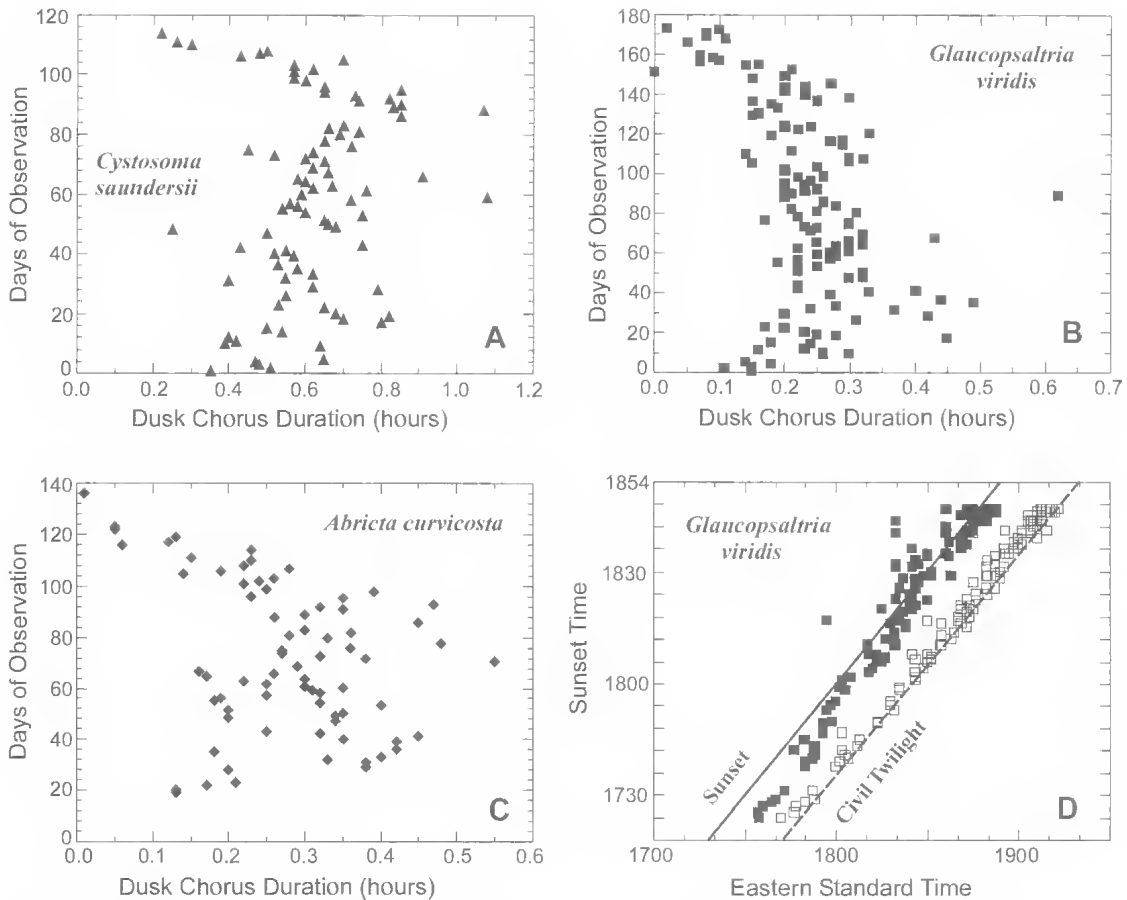 120
100
80
60
40
20
0
Days of Observation
Cystosoma
saundersii
A
0.0 0.2 0.4 0.6 0.8 1.0 1.2
Dusk Chorus Duration (hours)
180
160
140
120
100
80
60
40
20
0
Days of Observation
Glaucopsaltria
viridis
B
0.0 0.1 0.2 0.3 0.4 0.5 0.6 0.7
Dusk Chorus Duration (hours)
140
120
100
80
60
40
20
0
Days of Observation
Abricta curvicosta
C
0.0 0.1 0.2 0.3 0.4 0.5 0.6
Dusk Chorus Duration (hours)
1854
1830
1800
1730
Sunset Time
Glaucopsaltria
viridis
Sunset
Civil Twilight
D
1700 1800 1900
Eastern Standard Time